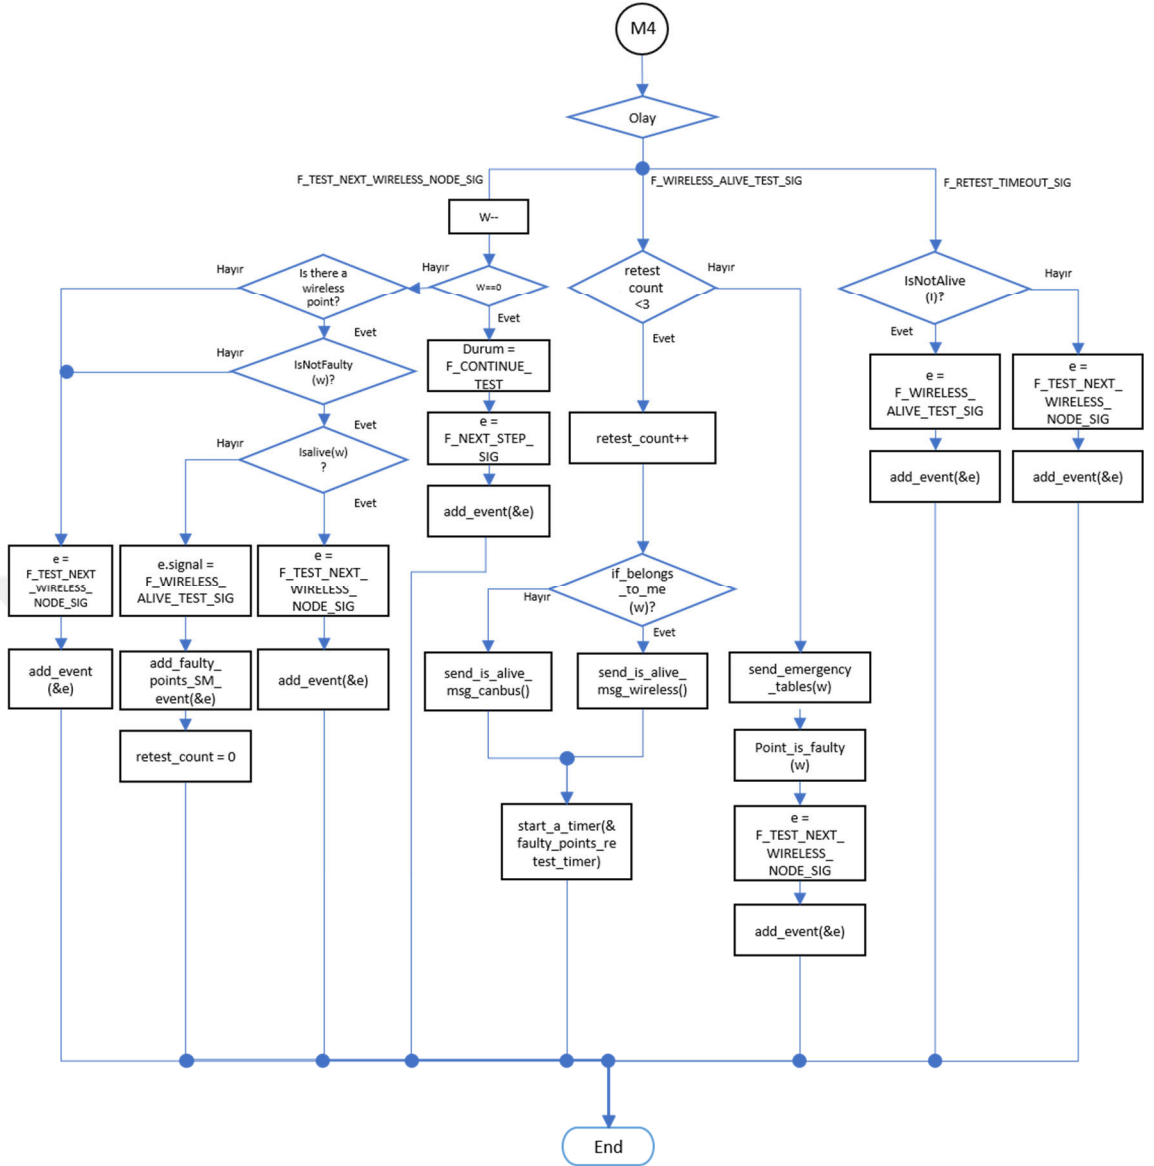 M4
Olay
F_TEST_NEXT_WIRELESS_NODE_SIG
F_WIRELESS_ALIVE_TEST_SIG
F_RETEST_TIMEOUT_SIG
W--
Hayır
Is there a
wireless
point?
Hayır
W==0
retest
count
<3
Hayır
IsNotAlive
(I)?
Hayır
Evet
Evet
Evet
Evet
Hayır
IsNotFaulty
(w)?
Durum =
F_CONTINUE_
TEST
e =
F_WIRELESS_
ALIVE_TEST_SIG
e =
F_TEST_NEXT_
WIRELESS_
NODE_SIG
Evet
Hayır
Isalive(w)
?
e =
F_NEXT_STEP_
SIG
retest_count++
add_event(&e)
add_event(&e)
Evet
add_event(&e)
e =
F_TEST_NEXT
_WIRELESS_
NODE_SIG
e.signal =
F_WIRELESS_
ALIVE_TEST_SIG
e =
F_TEST_NEXT_
WIRELESS_
NODE_SIG
if_belongs
_to_me
(w)?
Hayır
Evet
add_event
(&e)
add_faulty_
points_SM_
event(&e)
add_event(&e)
send_is_alive_
msg_canbus()
send_is_alive_
msg_wireless()
send_emergency
_tables(w)
retest_count = 0
Point_is_faulty
(w)
start_a_timer(&
faulty_points_re
test_timer)
e =
F_TEST_NEXT_
WIRELESS_
NODE_SIG
add_event(&e)
End